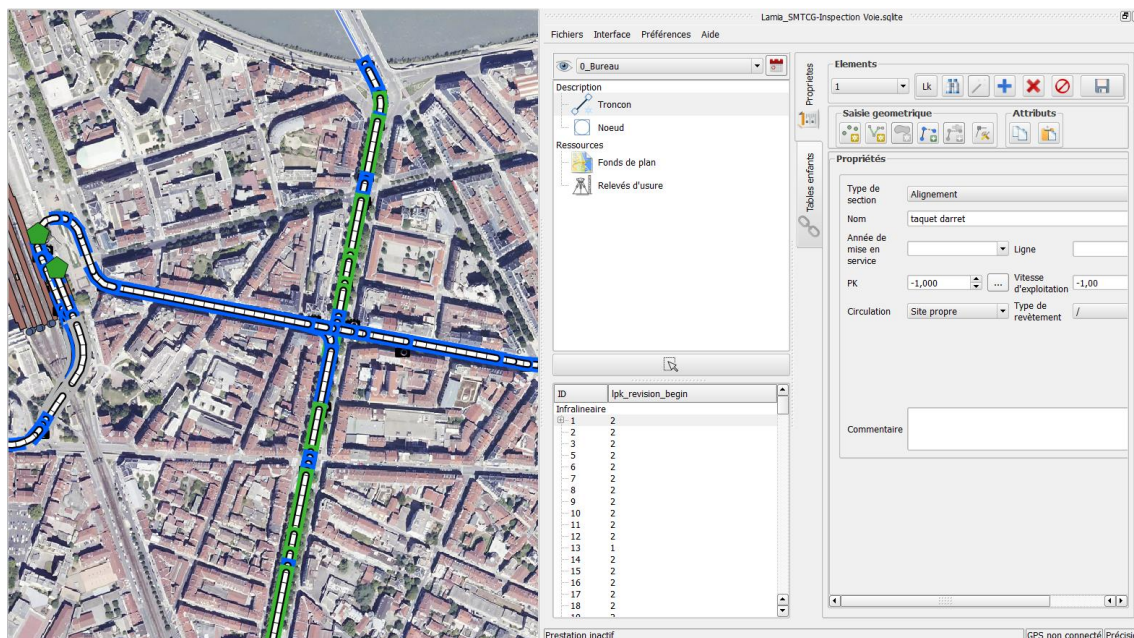 Lamia_SMTCG-Inspection Voie.sqlite
Fichiers Interface Préférences Aide
0_Bureau
Description
Troncon
Noeud
Ressources
Fonds de plan
Relevés d'usure
ID lpk_revision_begin
Infralineaire
1 2
2 2
3 2
5 2
6 2
7 2
8 2
9 2
10 2
11 2
12 2
13 1
14 2
15 2
16 2
17 2
18 2
Proprietes
Tables enfants
Elements
1 Lk
Saisie geometrique Attributs
Propriétés
Type de section Alignement
Nom taquet darret
Année de mise en service Ligne
PK -1,000 ... Vitesse d'exploitation -1,00
Circulation Site propre Type de revètement /
Commentaire
Prestation inactif GPS non connecté Précisi